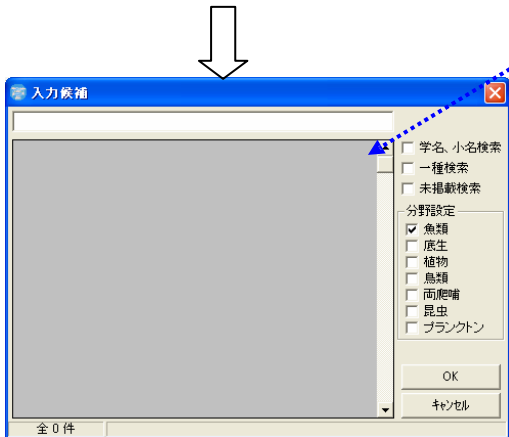 入力候補
学名、小名検索
一種検索
未掲載検索
分野設定
魚類
底生
植物
鳥類
両爬哺
昆虫
プランクトン
OK
キャンセル
全 0 件